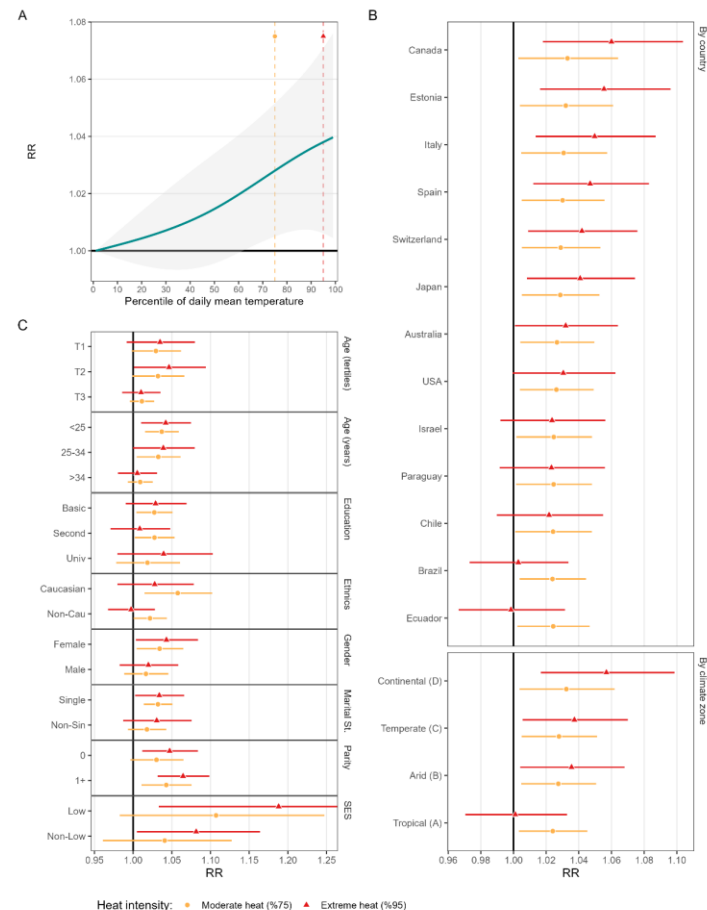 A
1.08
1.06
1.04
1.02
1.00
RR
0 10 20 30 40 50 60 70 80 90 100
Percentile of daily mean temperature
B
By country
Canada
Estonia
Italy
Spain
Switzerland
Japan
Australia
USA
Israel
Paraguay
Chile
Brazil
Ecuador
By climate zone
Continental (D)
Temperate (C)
Arid (B)
Tropical (A)
0.96 0.98 1.00 1.02 1.04 1.06 1.08 1.10
RR
C
Age (tertiles)
T1
T2
T3
Age (years)
<25
25-34
>34
Education
Basic
Second
Univ
Ethnics
Caucasian
Non-Cau
Gender
Female
Male
Marital St.
Single
Non-Sin
Parity
0
1+
SES
Low
Non-Low
0.95 1.00 1.05 1.10 1.15 1.20 1.25
RR
Heat intensity: Moderate heat (%75) Extreme heat (%95)